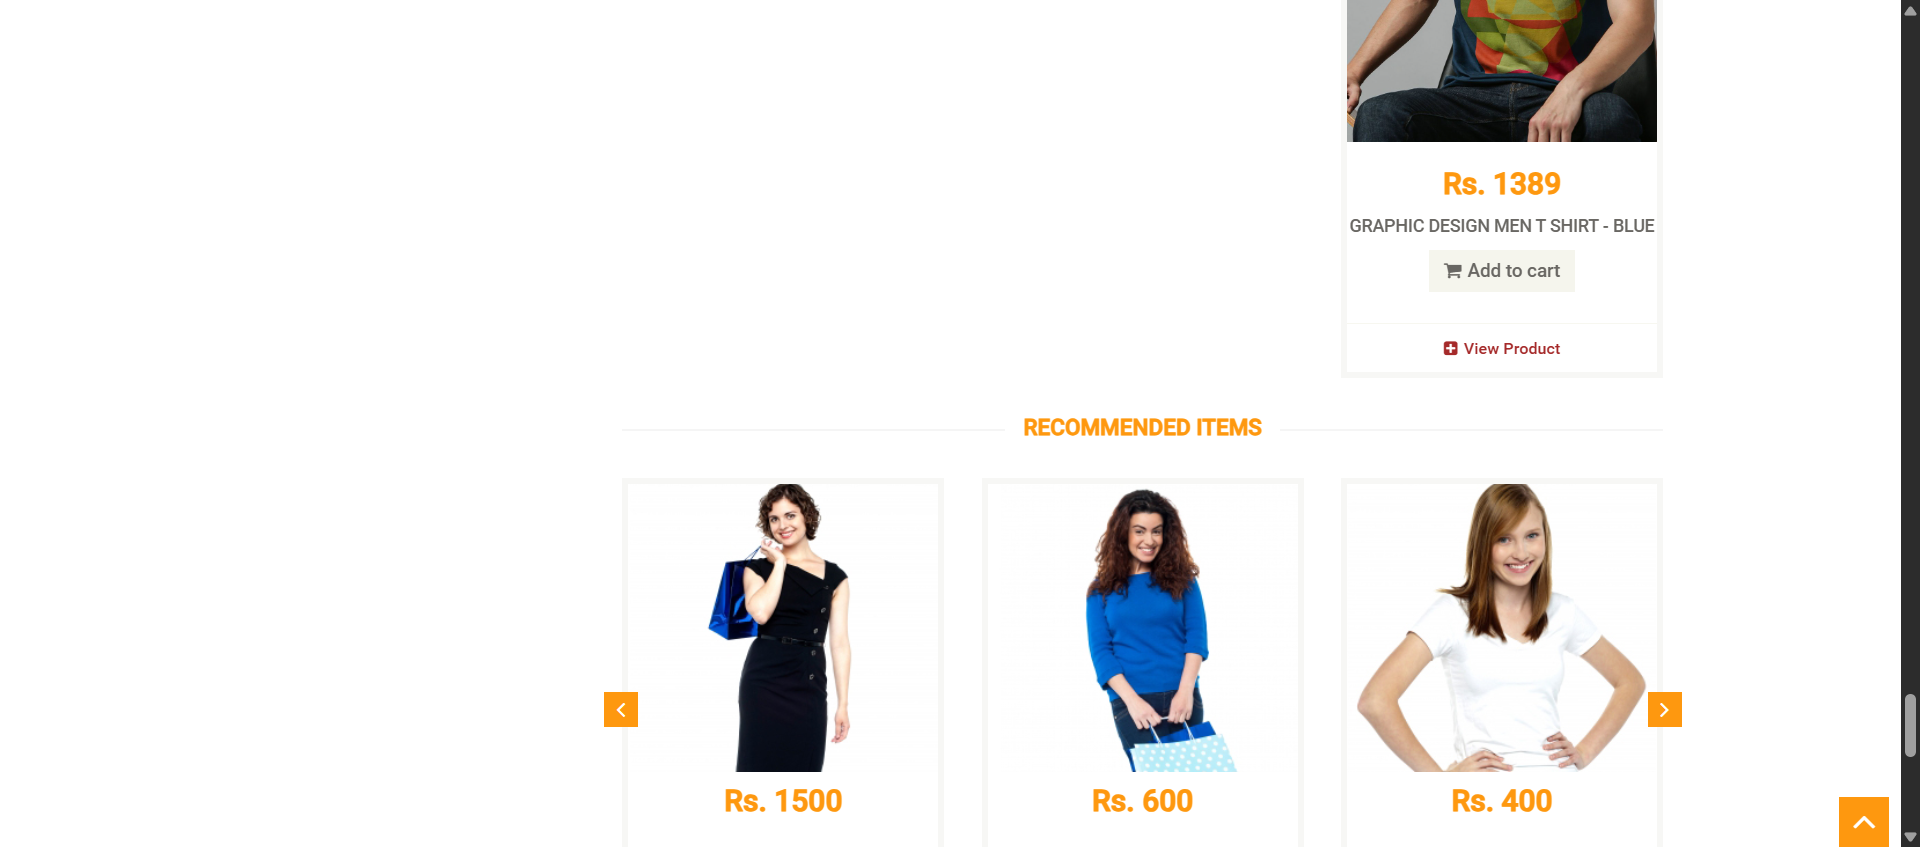 Rs. 1389
GRAPHIC DESIGN MEN T SHIRT - BLUE
Add to cart
View Product
RECOMMENDED ITEMS
Rs. 1500
Rs. 600
Rs. 400